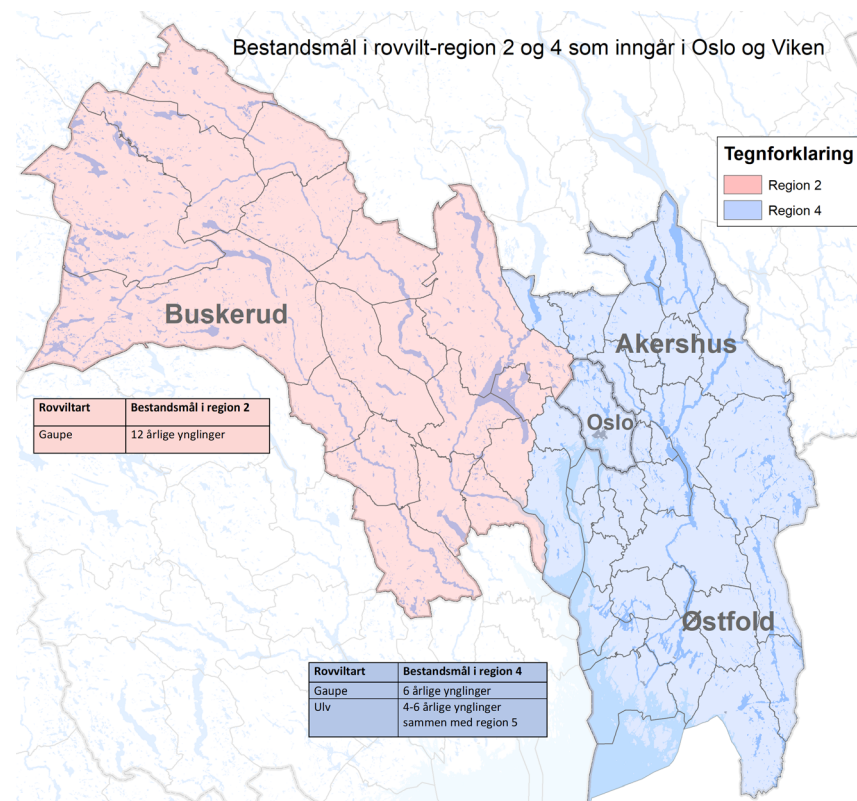 Bestandsmål i rovvilt-region 2 og 4 som inngår i Oslo og Viken
Tegnforklaring
Region 2
Region 4
Buskerud
Akershus
Oslo
Østfold
Rovviltart Bestandsmål i region 2
Gaupe 12 årlige ynglinger
Rovviltart Bestandsmål i region 4
Gaupe 6 årlige ynglinger
Ulv 4-6 årlige ynglinger
sammen med region 5